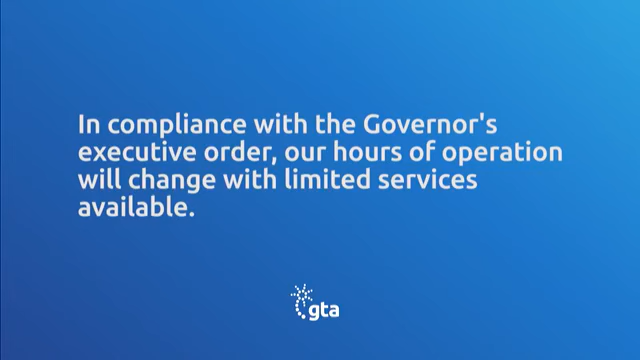 In compliance with the Governor's
executive order, our hours of operation
will change with limited services
available.
gta